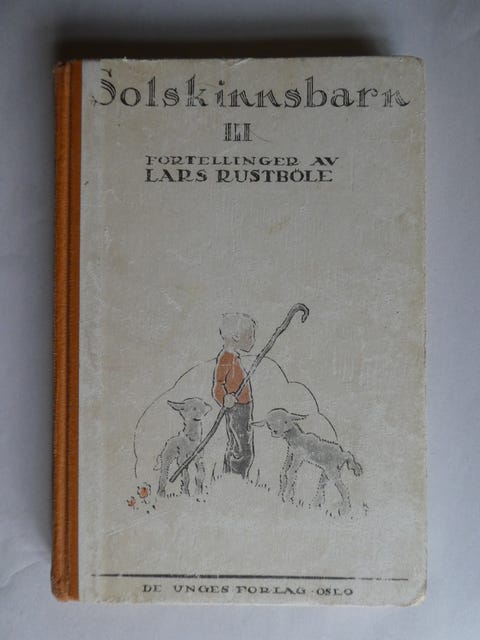 Solskinnsbarn
III
FORTELLINGER AV
LARS RUSTBÖLE
DE UNGES FORLAG · OSLO